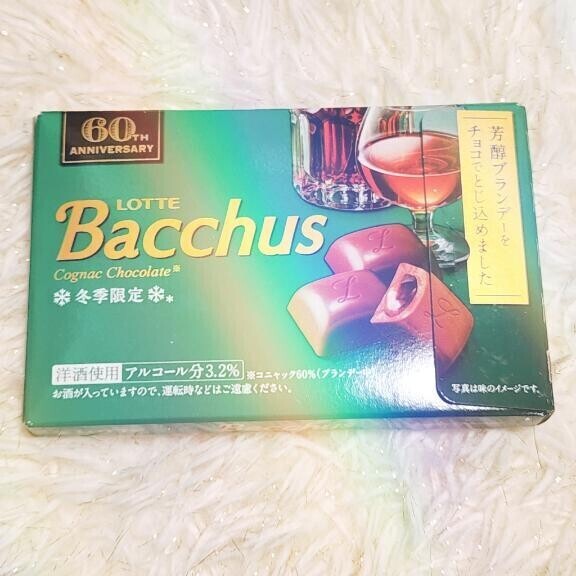 60TH
ANNIVERSARY
LOTTE
Bacchus
Cognac Chocolate※
冬季限定
洋酒使用 アルコール分3.2% ※コニャック60%(ブランデー
お酒が入っていますので、運転時などはご遠慮ください。
芳醇ブランデーを
チョコでとじ込めました
L
L
L
写真は味のイメージです。